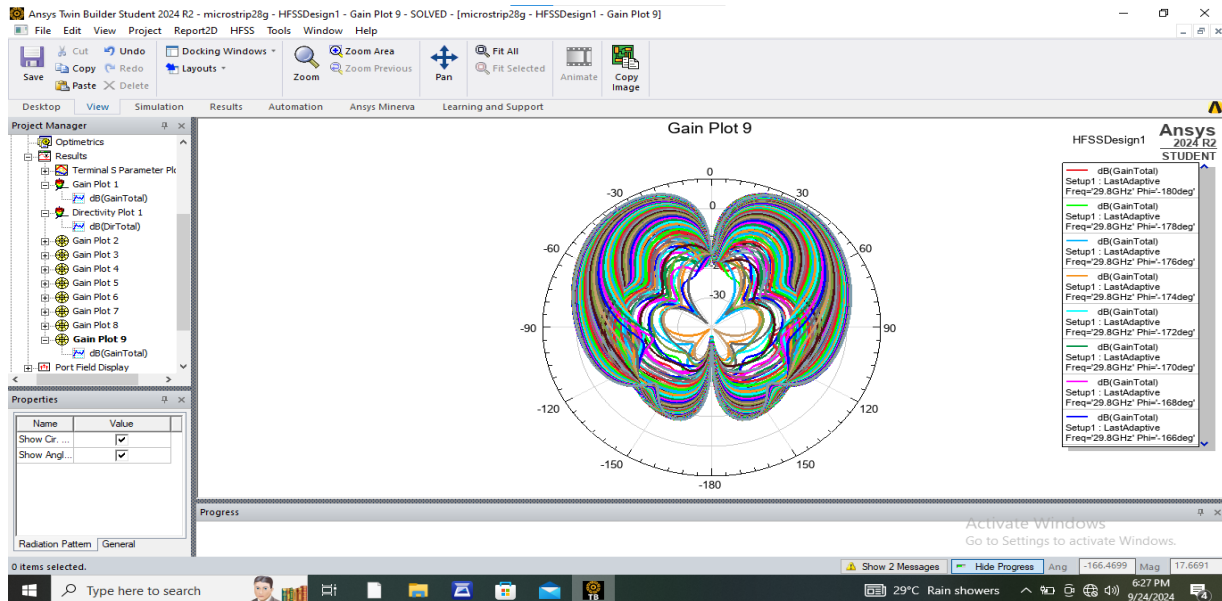 Ansys Twin Builder Student 2024 R2 - microstrip28g - HFSSDesign1 - Gain Plot 9 - SOLVED - [microstrip28g - HFSSDesign1 - Gain Plot 9]
File Edit View Project Report2D HFSS Tools Window Help
Save
Cut
Copy
Paste
Undo
Redo
Delete
Docking Windows
Layouts
Zoom
Zoom Area
Zoom Previous
Pan
Fit All
Fit Selected
Animate
Copy
Image
Desktop View Simulation Results Automation Ansys Minerva Learning and Support
Project Manager
Optimetrics
Results
Terminal S Parameter Plo
Gain Plot 1
dB(GainTotal)
Directivity Plot 1
dB(DirTotal)
Gain Plot 2
Gain Plot 3
Gain Plot 4
Gain Plot 5
Gain Plot 6
Gain Plot 7
Gain Plot 8
Gain Plot 9
dB(GainTotal)
Port Field Display
Properties
Name Value
Show Cir. ...
Show Angl...
Radiation Pattern General
Gain Plot 9
HFSSDesign1
Ansys
2024 R2
STUDENT
0
-30 30
0
-60 60
-30
-90 90
-120 120
-150 150
-180
dB(GainTotal)
Setup1 : LastAdaptive
Freq='29.8GHz' Phi='-180deg'
dB(GainTotal)
Setup1 : LastAdaptive
Freq='29.8GHz' Phi='-178deg'
dB(GainTotal)
Setup1 : LastAdaptive
Freq='29.8GHz' Phi='-176deg'
dB(GainTotal)
Setup1 : LastAdaptive
Freq='29.8GHz' Phi='-174deg'
dB(GainTotal)
Setup1 : LastAdaptive
Freq='29.8GHz' Phi='-172deg'
dB(GainTotal)
Setup1 : LastAdaptive
Freq='29.8GHz' Phi='-170deg'
dB(GainTotal)
Setup1 : LastAdaptive
Freq='29.8GHz' Phi='-168deg'
dB(GainTotal)
Setup1 : LastAdaptive
Freq='29.8GHz' Phi='-166deg'
Progress
Activate Windows
Go to Settings to activate Windows.
0 items selected.
Show 2 Messages Hide Progress Ang -166.4699 Mag 17.6691
Type here to search
TB
29°C Rain showers
6:27 PM
9/24/2024
4